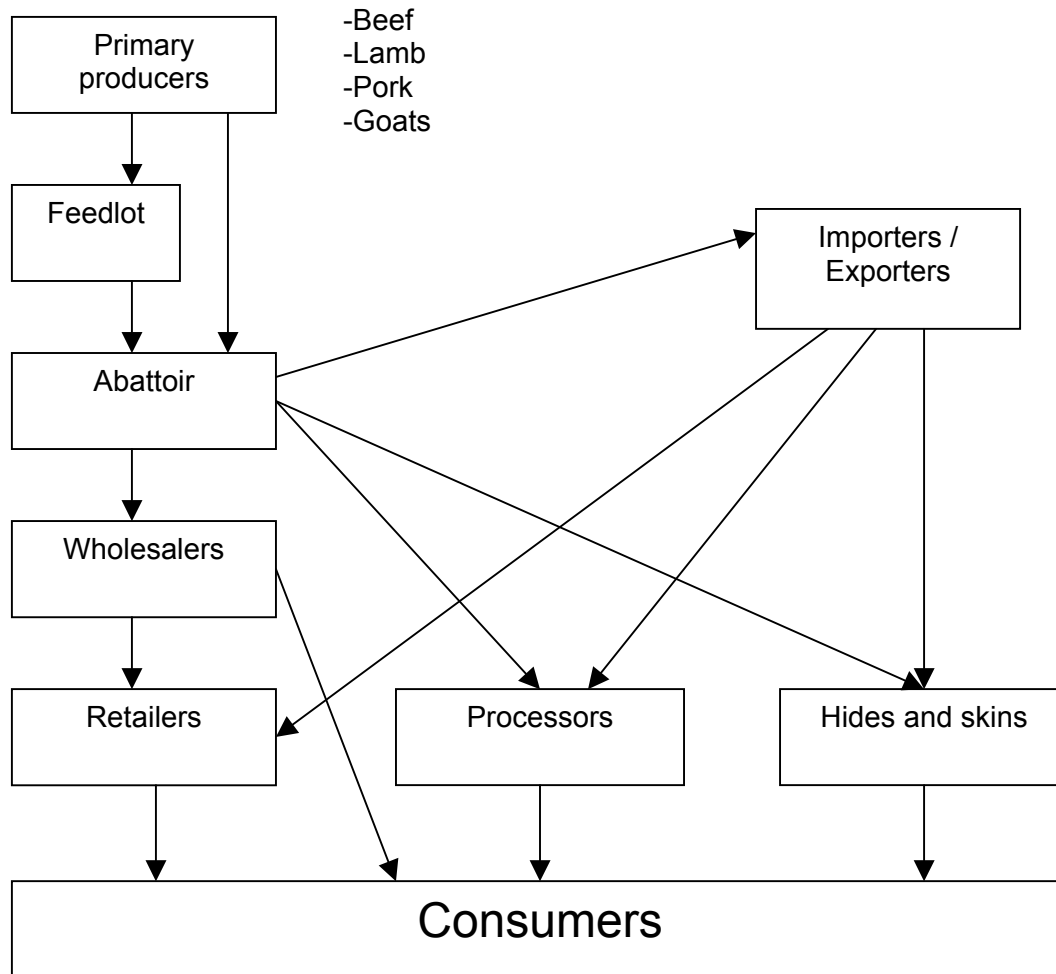 Primary
producers
-Beef
-Lamb
-Pork
-Goats
Feedlot
Importers /
Exporters
Abattoir
Wholesalers
Retailers
Processors
Hides and skins
Consumers